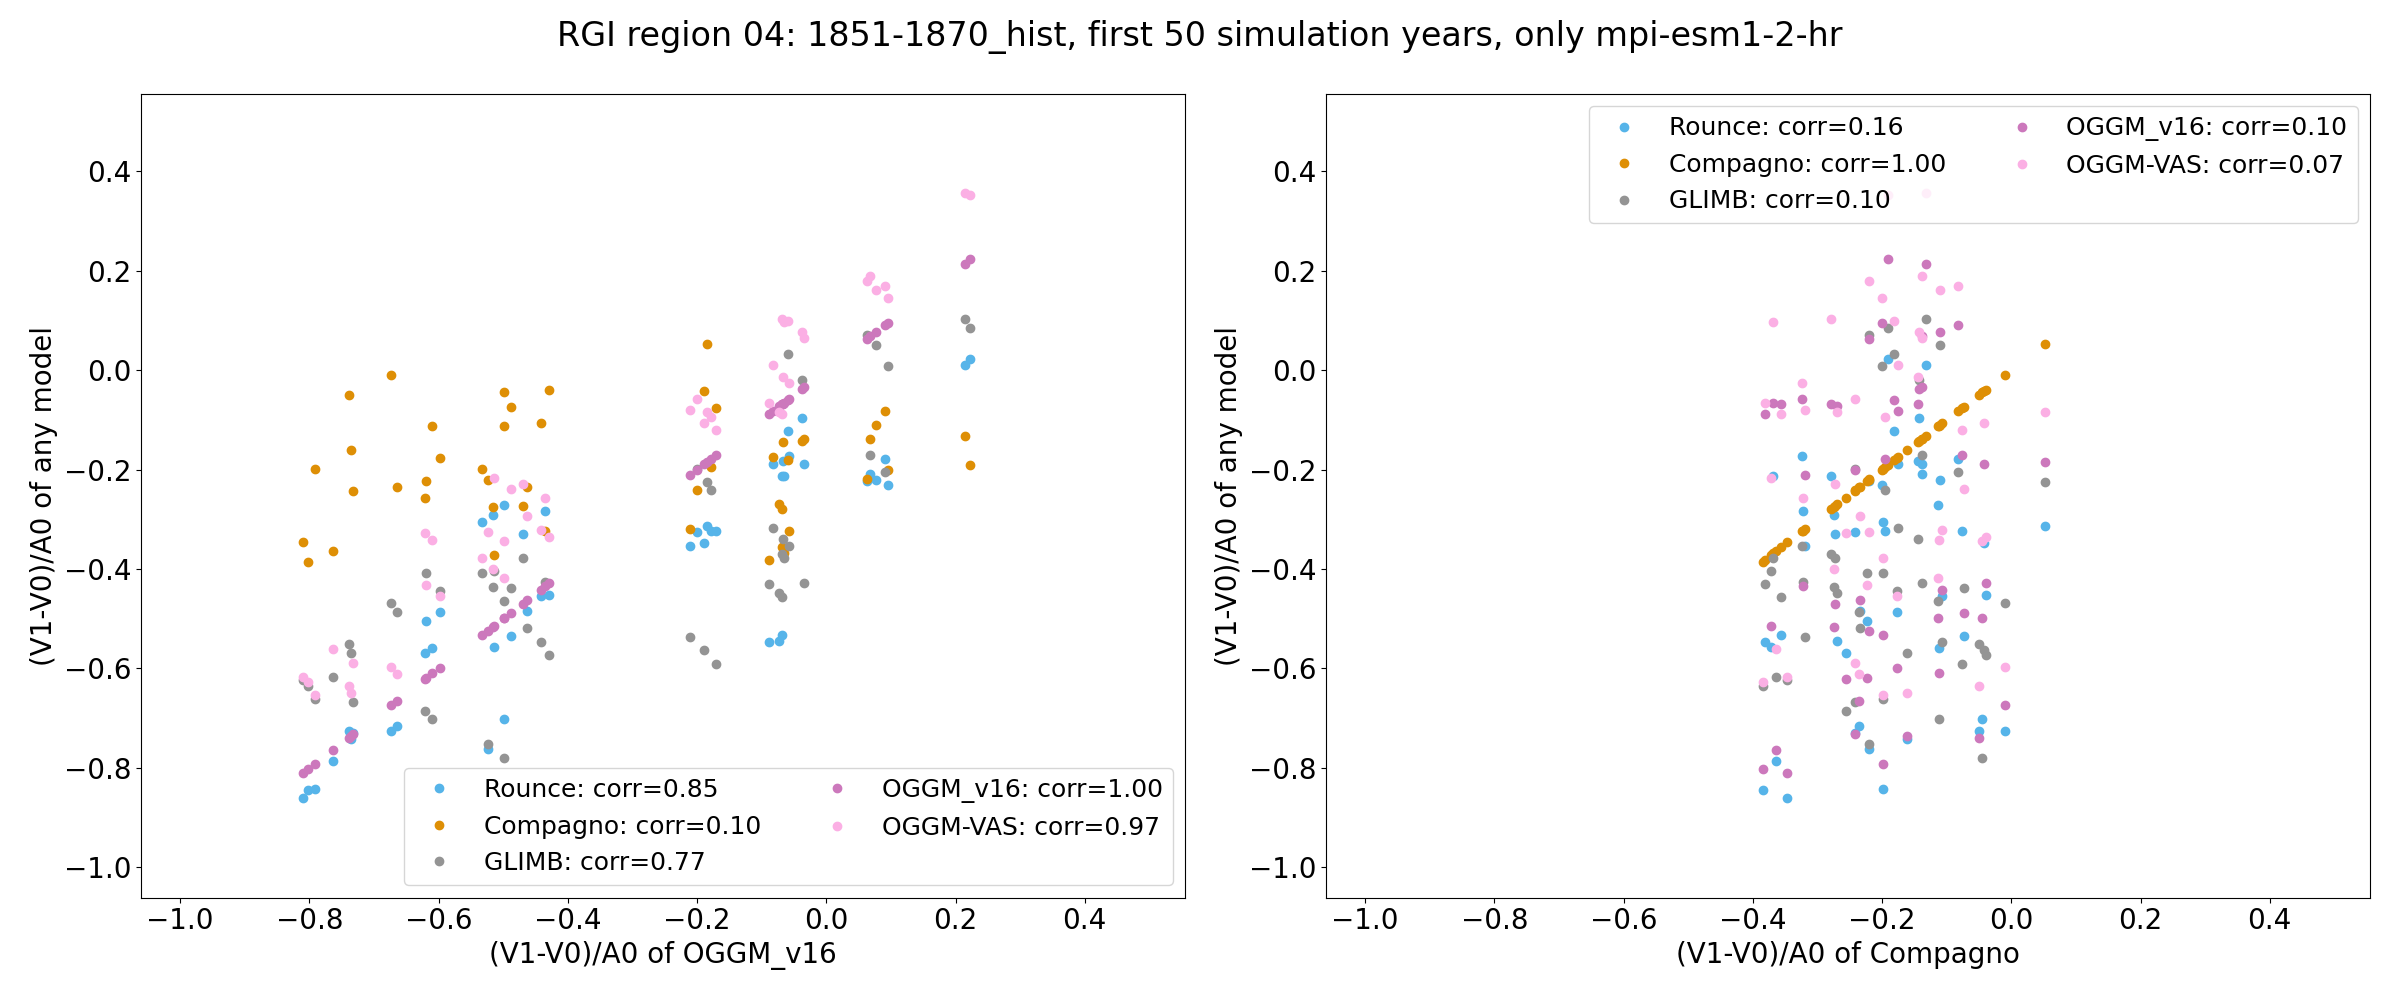 RGI region 04: 1851-1870_hist, first 50 simulation years, only mpi-esm1-2-hr
(V1-V0)/A0 of any model
0.4
0.2
0.0
−0.2
−0.4
−0.6
−0.8
−1.0
Rounce: corr=0.85
Compagno: corr=0.10
GLIMB: corr=0.77
OGGM_v16: corr=1.00
OGGM-VAS: corr=0.97
−1.0 −0.8 −0.6 −0.4 −0.2 0.0 0.2 0.4
(V1-V0)/A0 of OGGM_v16
(V1-V0)/A0 of any model
0.4
0.2
0.0
−0.2
−0.4
−0.6
−0.8
−1.0
Rounce: corr=0.16
Compagno: corr=1.00
GLIMB: corr=0.10
OGGM_v16: corr=0.10
OGGM-VAS: corr=0.07
−1.0 −0.8 −0.6 −0.4 −0.2 0.0 0.2 0.4
(V1-V0)/A0 of Compagno